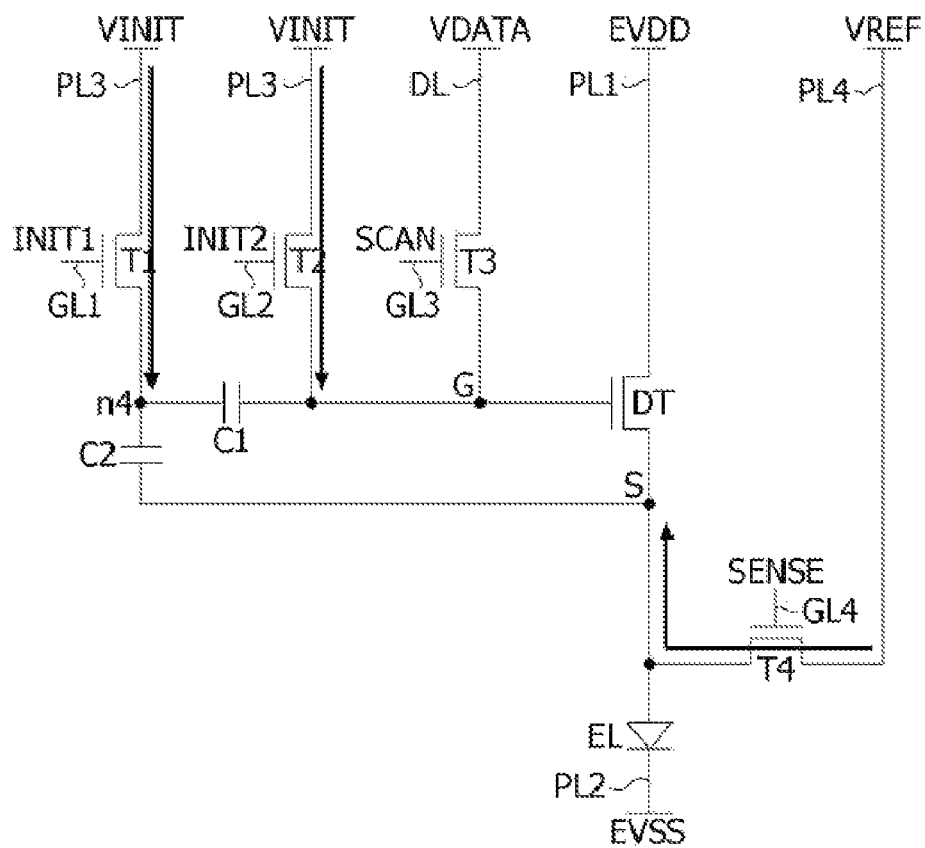 VINIT VINIT VDATA EVDD VREF
PL3 PL3 DL PL1 PL4
INIT1 T1 INIT2 T2 SCAN T3
GL1 GL2 GL3
n4 C1 G DT
C2
S
SENSE
GL4
T4
EL
PL2
EVSS